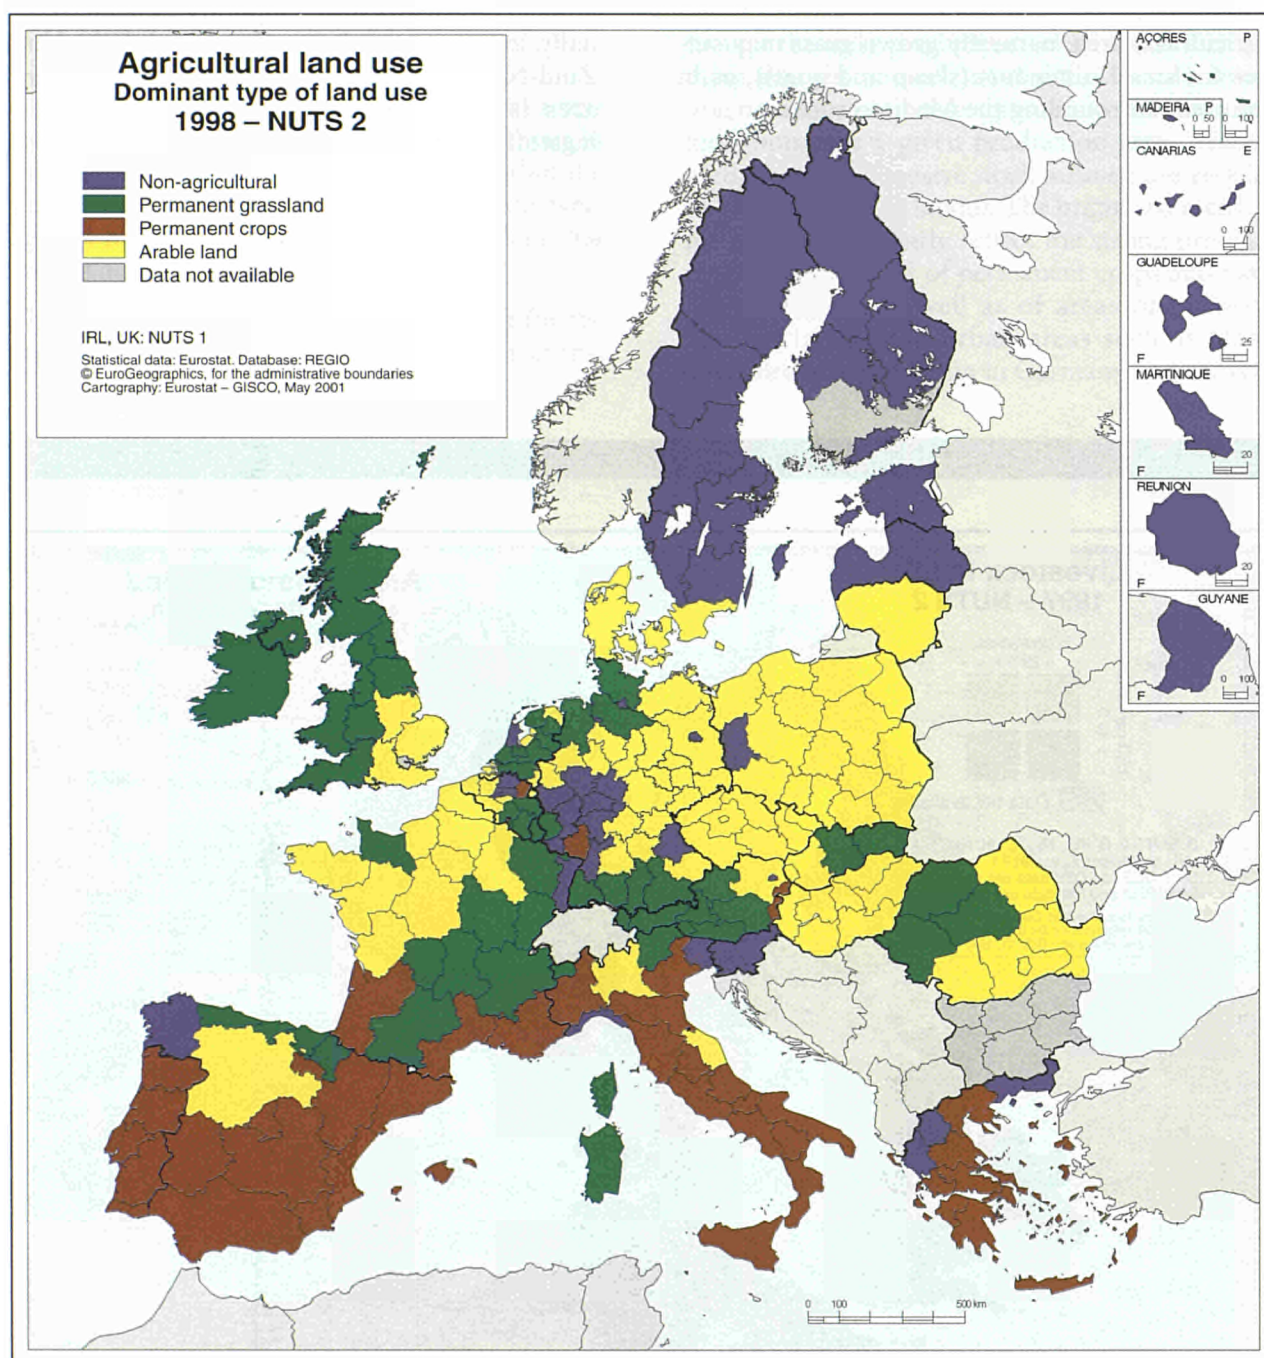 Agricultural land use
Dominant type of land use
1998 – NUTS 2
Non-agricultural
Permanent grassland
Permanent crops
Arable land
Data not available
IRL, UK: NUTS 1
Statistical data: Eurostat. Database: REGIO
© EuroGeographics, for the administrative boundaries
Cartography: Eurostat – GISCO, May 2001
AÇORES P
MADEIRA P
0 50
0 100
CANARIAS E
0 100
GUADELOUPE
F
25
MARTINIQUE
F
20
REUNION
F
20
GUYANE
F
0 100
0 100 500 km